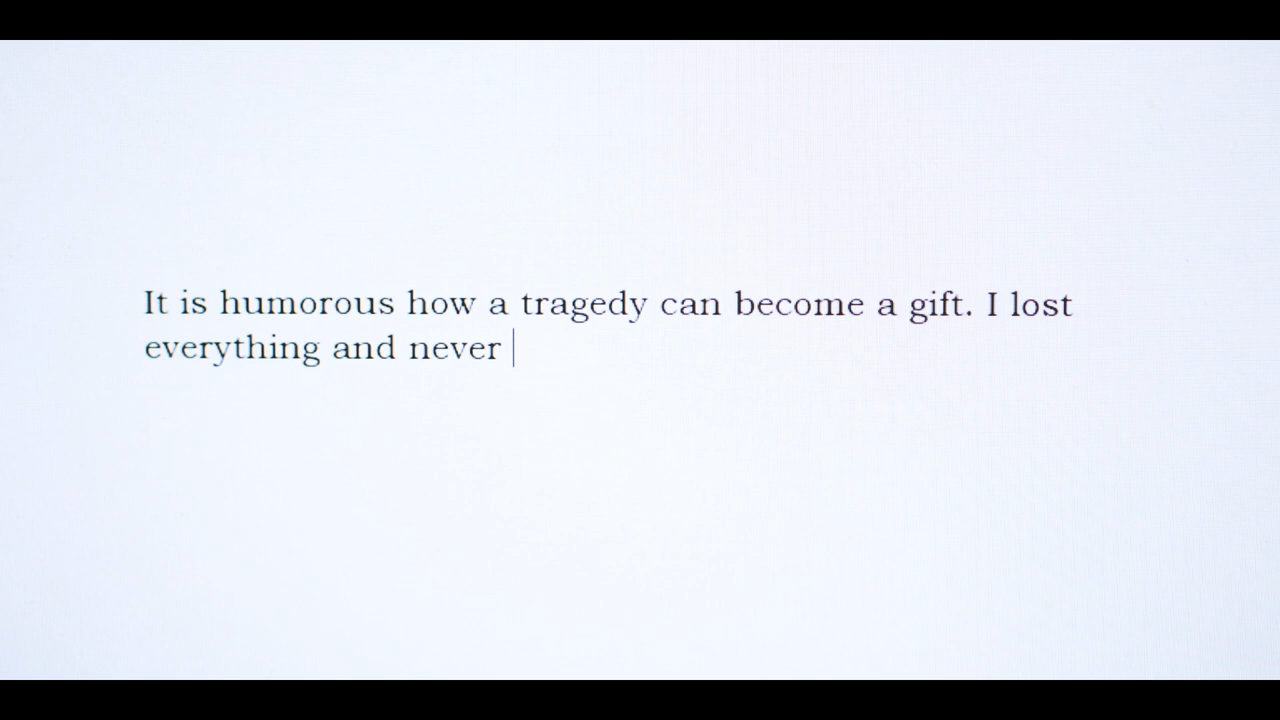 It is humorous how a tragedy can become a gift. I lost
everything and never